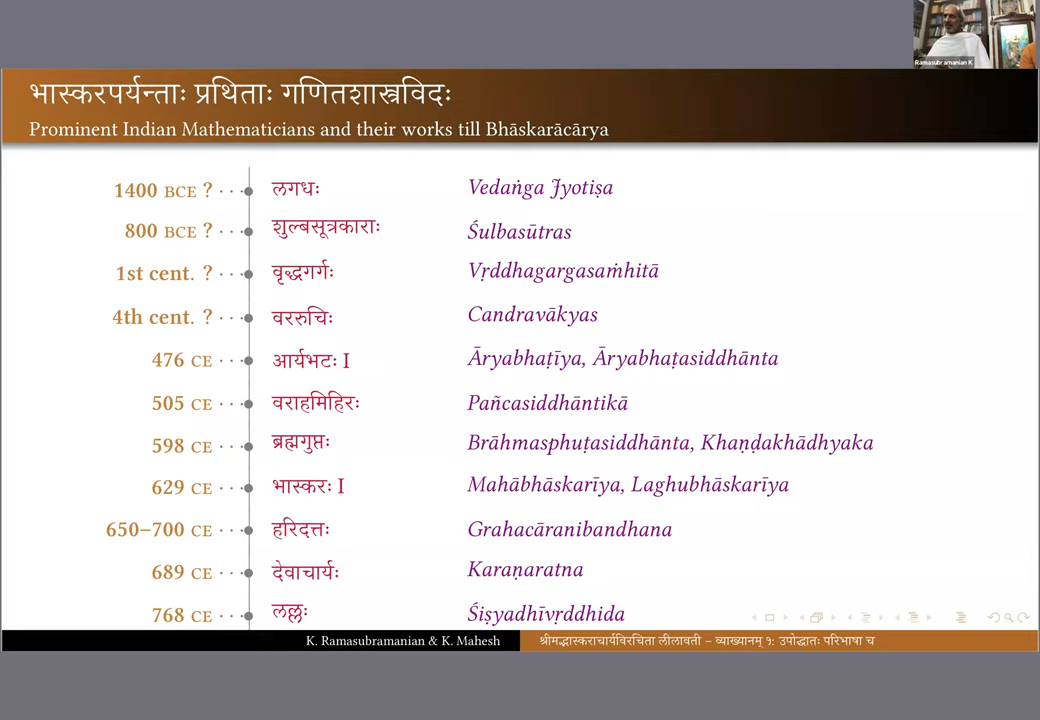 Ramasubramanian K
भास्करपर्यन्ताः प्रथिताः गणितशास्त्रविदः
Prominent Indian Mathematicians and their works till Bhāskarācārya
1400 BCE ? लगधः Vedaṅga Jyotiṣa
800 BCE ? शुल्बसूत्रकाराः Śulbasūtras
1st cent. ? वृद्धगर्गः Vṛddhagargasaṁhitā
4th cent. ? वररुचिः Candravākyas
476 CE आर्यभटः I Āryabhaṭīya, Āryabhaṭasiddhānta
505 CE वराहमिहिरः Pañcasiddhāntikā
598 CE ब्रह्मगुप्तः Brāhmasphuṭasiddhānta, Khaṇḍakhādhyaka
629 CE भास्करः I Mahābhāskarīya, Laghubhāskarīya
650–700 CE हरिदत्तः Grahacāranibandhana
689 CE देवाचार्यः Karaṇaratna
768 CE लल्लः Śiṣyadhīvṛddhida
K. Ramasubramanian & K. Mahesh श्रीमद्भास्कराचार्यविरचिता लीलावती – व्याख्यानम् १: उपोद्घातः परिभाषा च